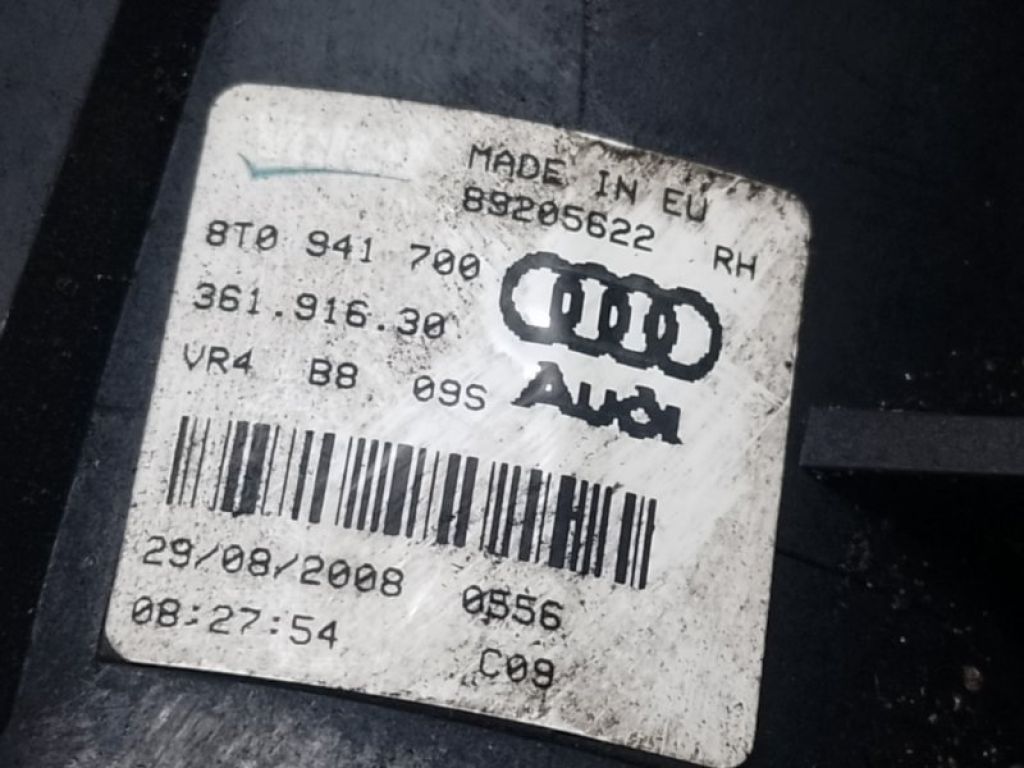 MADE IN EU
89205622 RH
8T0 941 700
361.916.30
Audi
VR4 B8 09S
29/08/2008 0556
08:27:54
C09